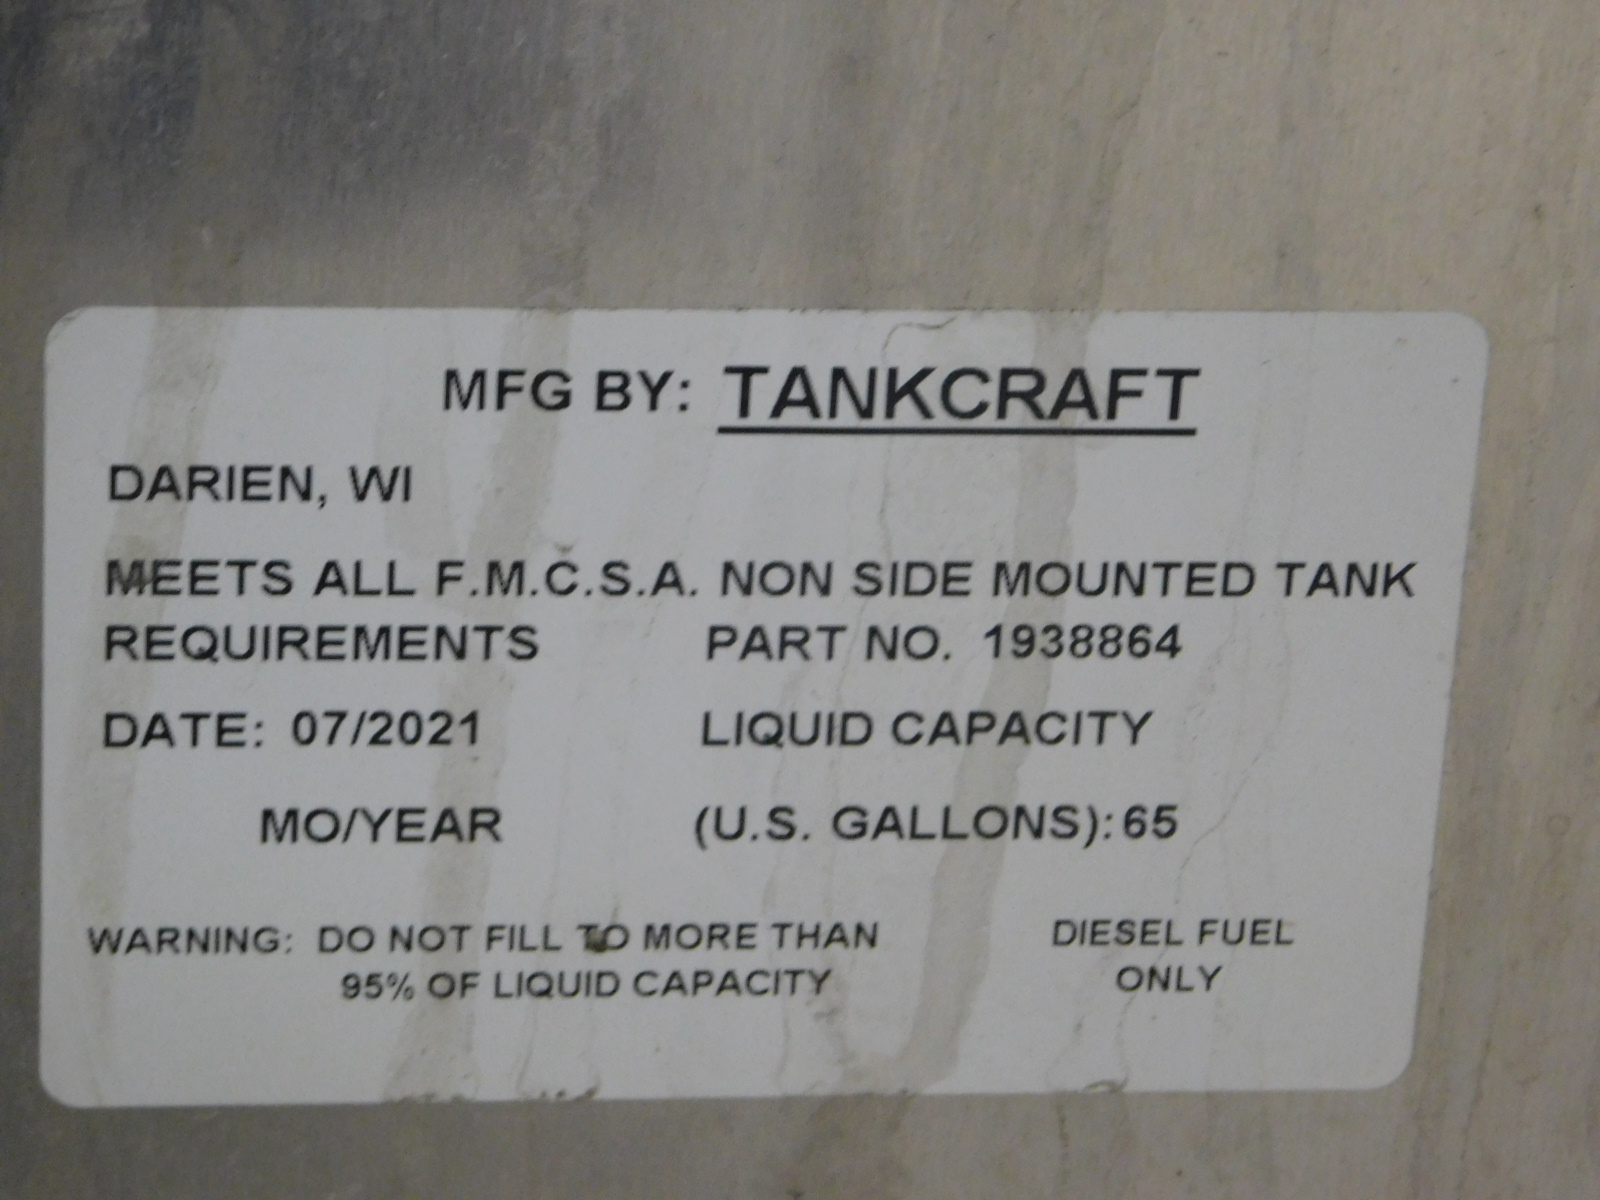 MFG BY: TANKCRAFT
DARIEN, WI
MEETS ALL F.M.C.S.A. NON SIDE MOUNTED TANK
REQUIREMENTS PART NO. 1938864
DATE: 07/2021 LIQUID CAPACITY
MO/YEAR (U.S. GALLONS): 65
WARNING: DO NOT FILL TO MORE THAN DIESEL FUEL
95% OF LIQUID CAPACITY ONLY